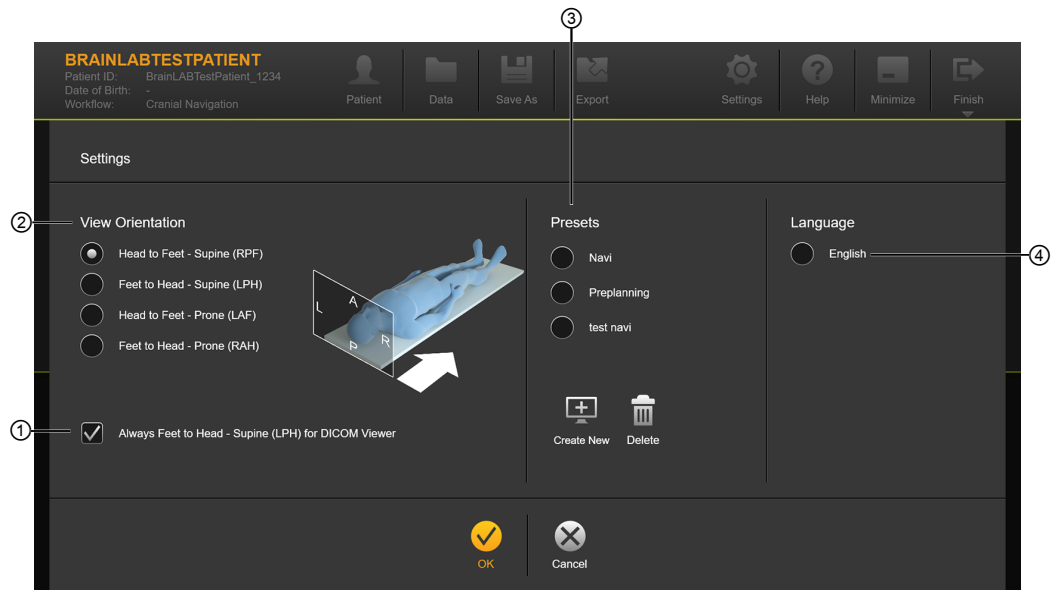 ③
BRAINLABTESTPATIENT
Patient ID: BrainLABTestPatient_1234
Date of Birth: -
Workflow: Cranial Navigation
Patient
Data
Save As
Export
Settings
Help
Minimize
Finish
Settings
②
View Orientation
Head to Feet - Supine (RPF)
Feet to Head - Supine (LPH)
Head to Feet - Prone (LAF)
Feet to Head - Prone (RAH)
L
A
P
R
①
Always Feet to Head - Supine (LPH) for DICOM Viewer
Presets
Navi
Preplanning
test navi
Create New
Delete
Language
English
④
OK
Cancel